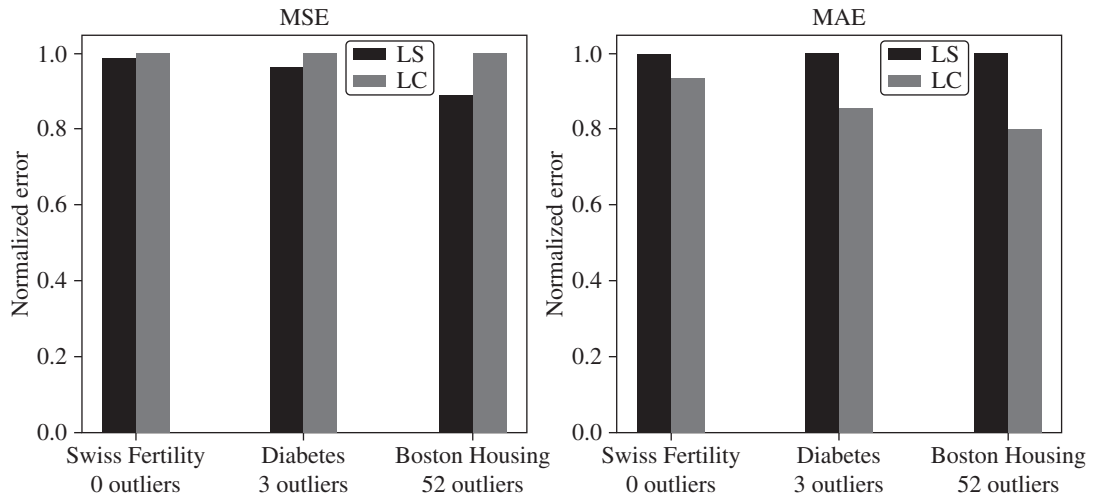 MSE
Normalized error
1.0
0.8
0.6
0.4
0.2
0.0
LS
LC
Swiss Fertility
0 outliers
Diabetes
3 outliers
Boston Housing
52 outliers
MAE
Normalized error
1.0
0.8
0.6
0.4
0.2
0.0
LS
LC
Swiss Fertility
0 outliers
Diabetes
3 outliers
Boston Housing
52 outliers